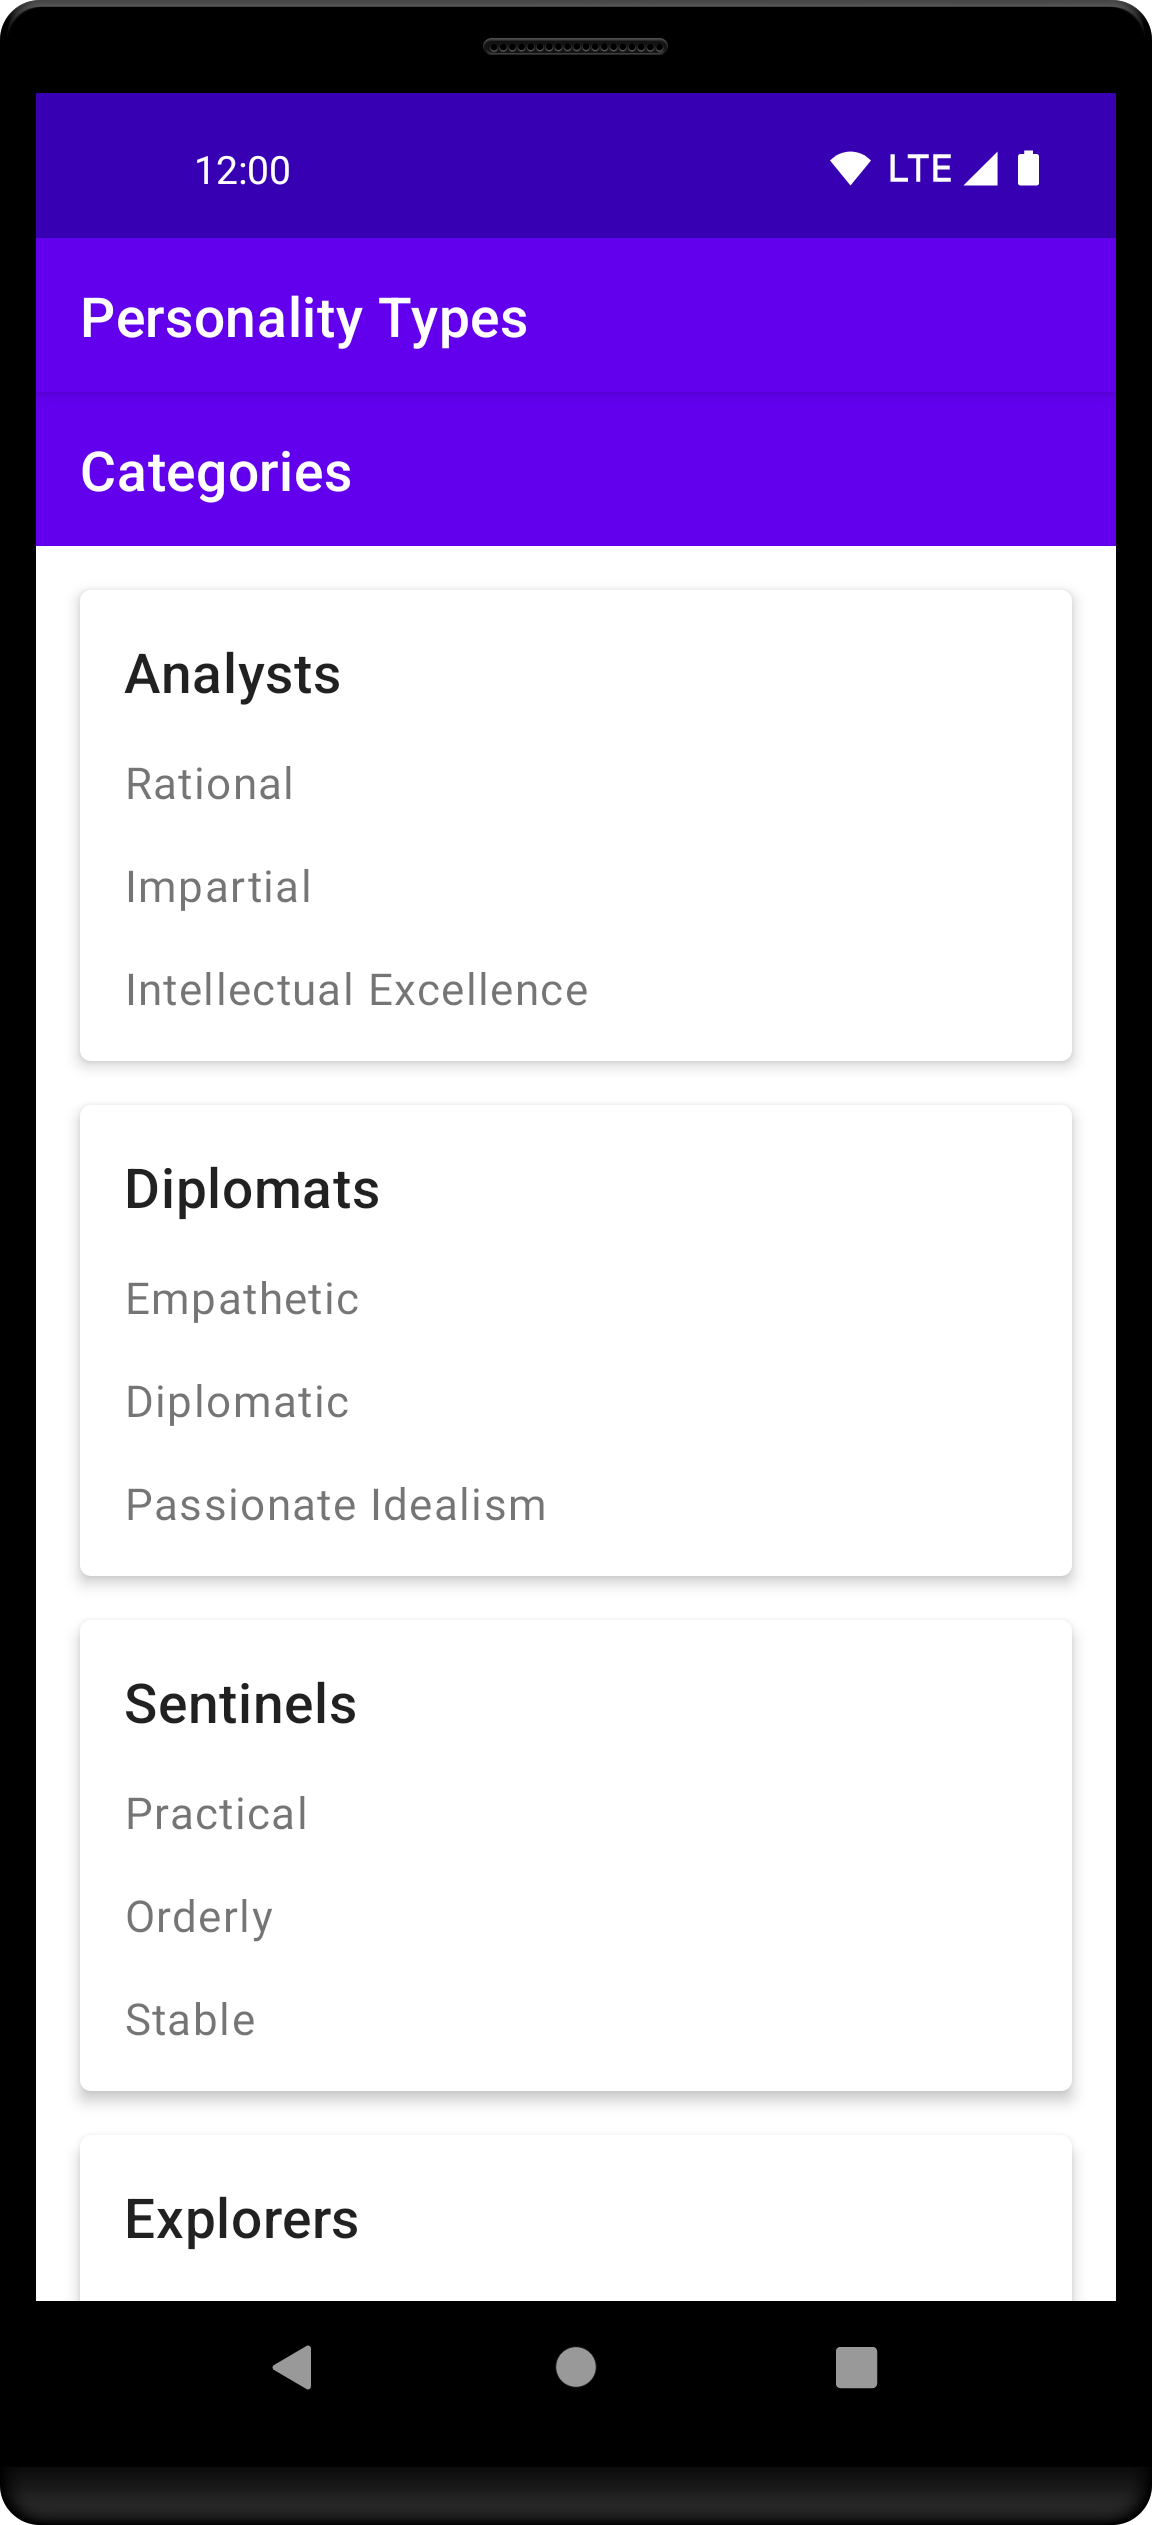 12:00 LTE
Personality Types
Categories
Analysts
Rational
Impartial
Intellectual Excellence
Diplomats
Empathetic
Diplomatic
Passionate Idealism
Sentinels
Practical
Orderly
Stable
Explorers